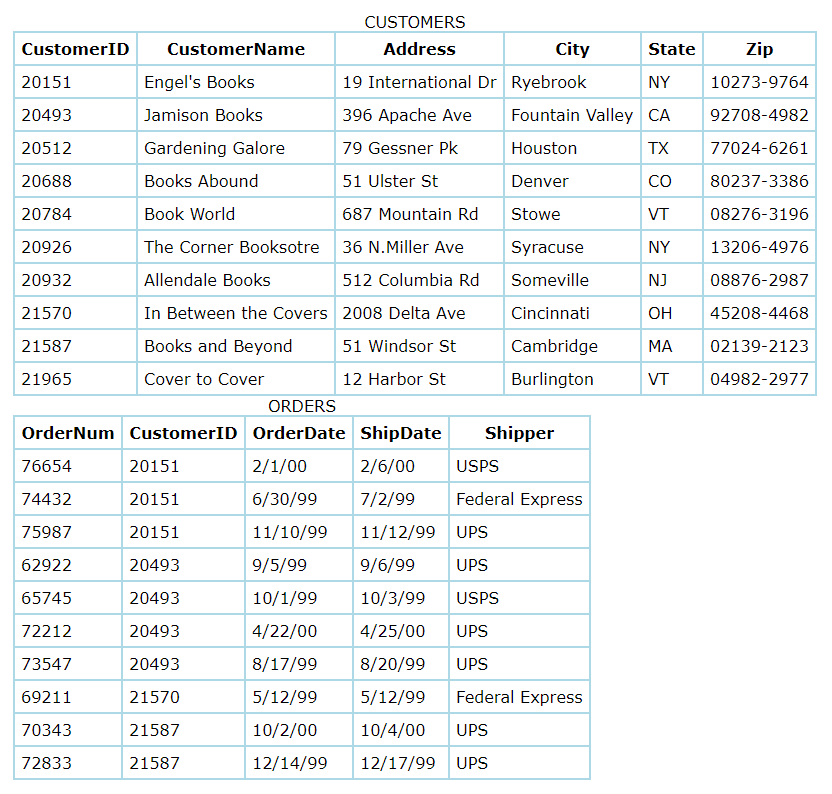 CUSTOMERS
CustomerID CustomerName Address City State Zip
20151 Engel's Books 19 International Dr Ryebrook NY 10273-9764
20493 Jamison Books 396 Apache Ave Fountain Valley CA 92708-4982
20512 Gardening Galore 79 Gessner Pk Houston TX 77024-6261
20688 Books Abound 51 Ulster St Denver CO 80237-3386
20784 Book World 687 Mountain Rd Stowe VT 08276-3196
20926 The Corner Booksotre 36 N.Miller Ave Syracuse NY 13206-4976
20932 Allendale Books 512 Columbia Rd Someville NJ 08876-2987
21570 In Between the Covers 2008 Delta Ave Cincinnati OH 45208-4468
21587 Books and Beyond 51 Windsor St Cambridge MA 02139-2123
21965 Cover to Cover 12 Harbor St Burlington VT 04982-2977
ORDERS
OrderNum CustomerID OrderDate ShipDate Shipper
76654 20151 2/1/00 2/6/00 USPS
74432 20151 6/30/99 7/2/99 Federal Express
75987 20151 11/10/99 11/12/99 UPS
62922 20493 9/5/99 9/6/99 UPS
65745 20493 10/1/99 10/3/99 USPS
72212 20493 4/22/00 4/25/00 UPS
73547 20493 8/17/99 8/20/99 UPS
69211 21570 5/12/99 5/12/99 Federal Express
70343 21587 10/2/00 10/4/00 UPS
72833 21587 12/14/99 12/17/99 UPS